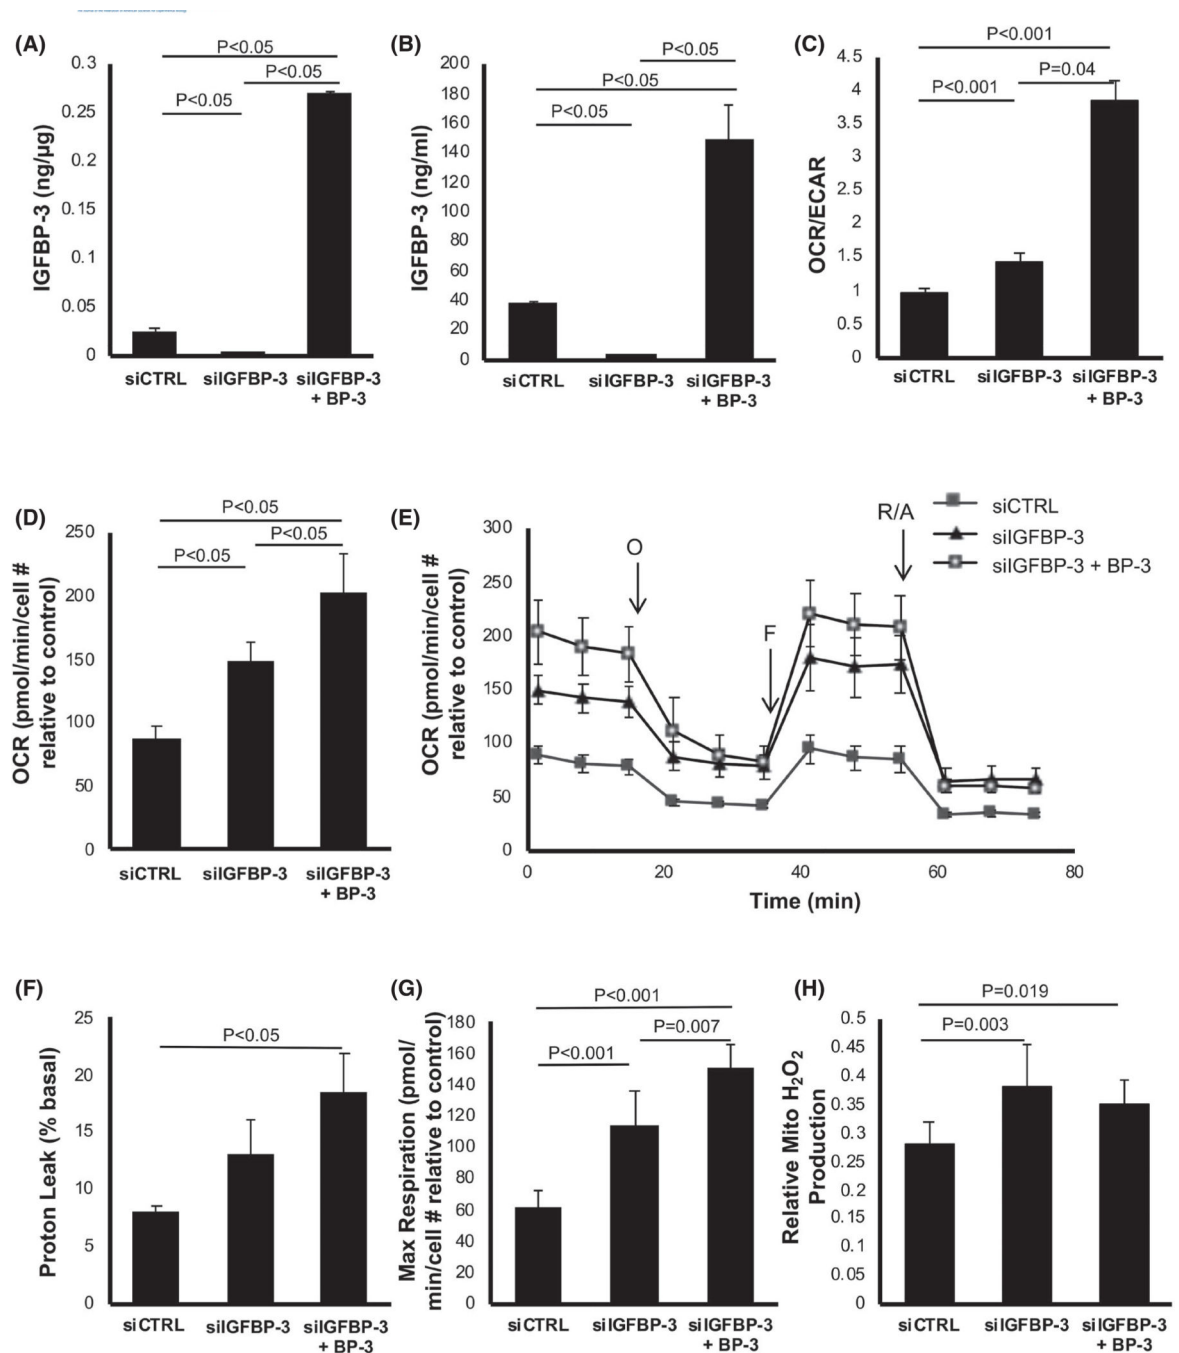 (A)
P<0.05
P<0.05
P<0.05
IGFBP-3 (ng/µg)
0.3
0.25
0.2
0.15
0.1
0.05
0
siCTRL
siIGFBP-3
siIGFBP-3
+ BP-3
(B)
P<0.05
P<0.05
P<0.05
IGFBP-3 (ng/ml)
200
180
160
140
120
100
80
60
40
20
0
siCTRL
siIGFBP-3
siIGFBP-3
+ BP-3
(C)
P<0.001
P=0.04
P<0.001
OCR/ECAR
4.5
4
3.5
3
2.5
2
1.5
1
0.5
0
siCTRL
siIGFBP-3
siIGFBP-3
+ BP-3
(D)
P<0.05
P<0.05
P<0.05
OCR (pmol/min/cell #
relative to control)
250
200
150
100
50
0
siCTRL
siIGFBP-3
siIGFBP-3
+ BP-3
(E)
OCR (pmol/min/cell #
relative to control)
300
250
200
150
100
50
0
O
F
R/A
siCTRL
siIGFBP-3
siIGFBP-3 + BP-3
0
20
40
60
80
Time (min)
(F)
P<0.05
Proton Leak (% basal)
25
20
15
10
5
0
siCTRL
siIGFBP-3
siIGFBP-3
+ BP-3
(G)
P<0.001
P=0.007
P<0.001
Max Respiration (pmol/
min/cell # relative to control)
180
160
140
120
100
80
60
40
20
0
siCTRL
siIGFBP-3
siIGFBP-3
+ BP-3
(H)
P=0.019
P=0.003
Relative Mito H₂O₂
Production
0.5
0.45
0.4
0.35
0.3
0.25
0.2
0.15
0.1
0.05
0
siCTRL
siIGFBP-3
siIGFBP-3
+ BP-3